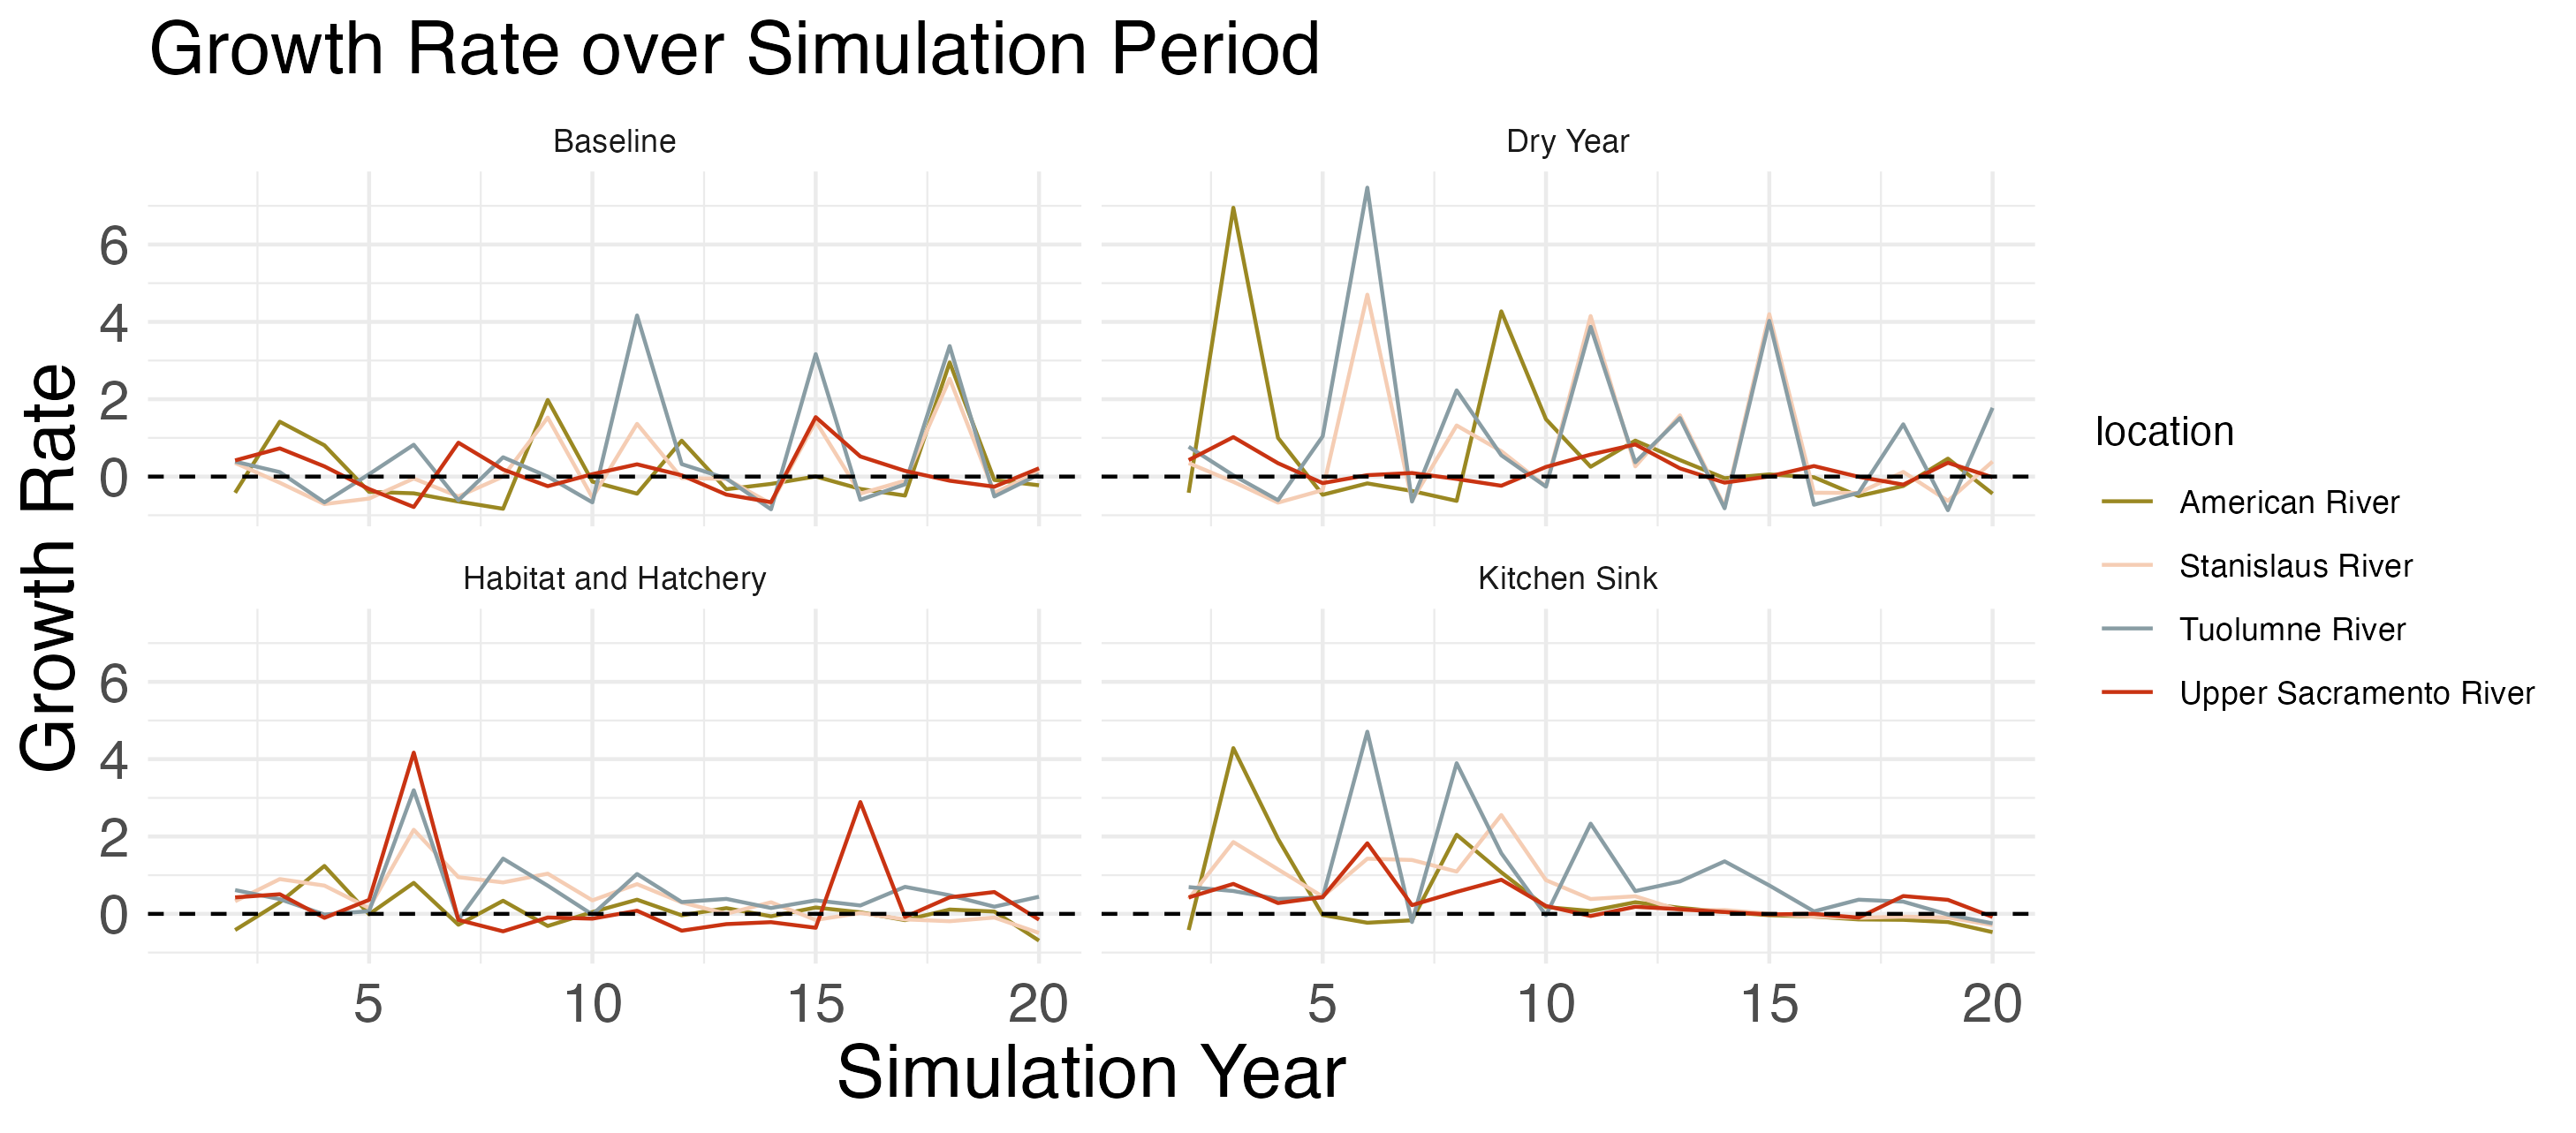 Growth Rate over Simulation Period
Baseline
Dry Year
6
4
2
0
Habitat and Hatchery
Kitchen Sink
6
4
2
0
5
10
15
20
5
10
15
20
Simulation Year
Growth Rate
location
American River
Stanislaus River
Tuolumne River
Upper Sacramento River